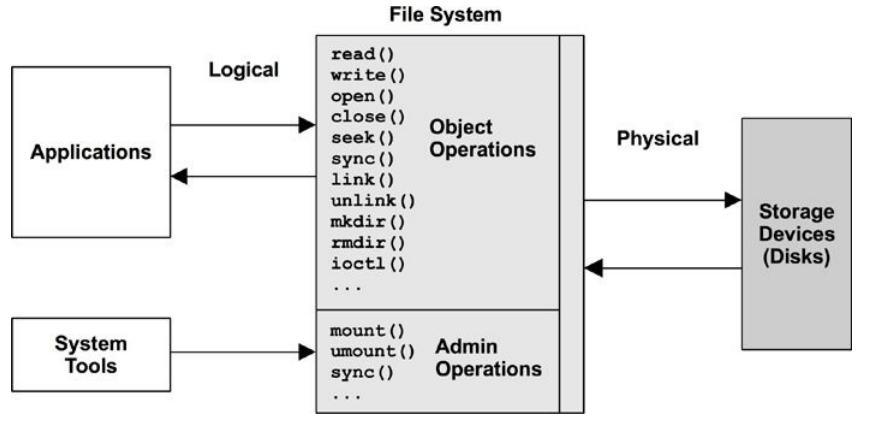 File System
Logical
Applications
read()
write()
open()
close()
seek()
sync()
link()
unlink()
mkdir()
rmdir()
ioctl()
...
Object
Operations
Physical
Storage
Devices
(Disks)
System
Tools
mount()
umount()
sync()
...
Admin
Operations